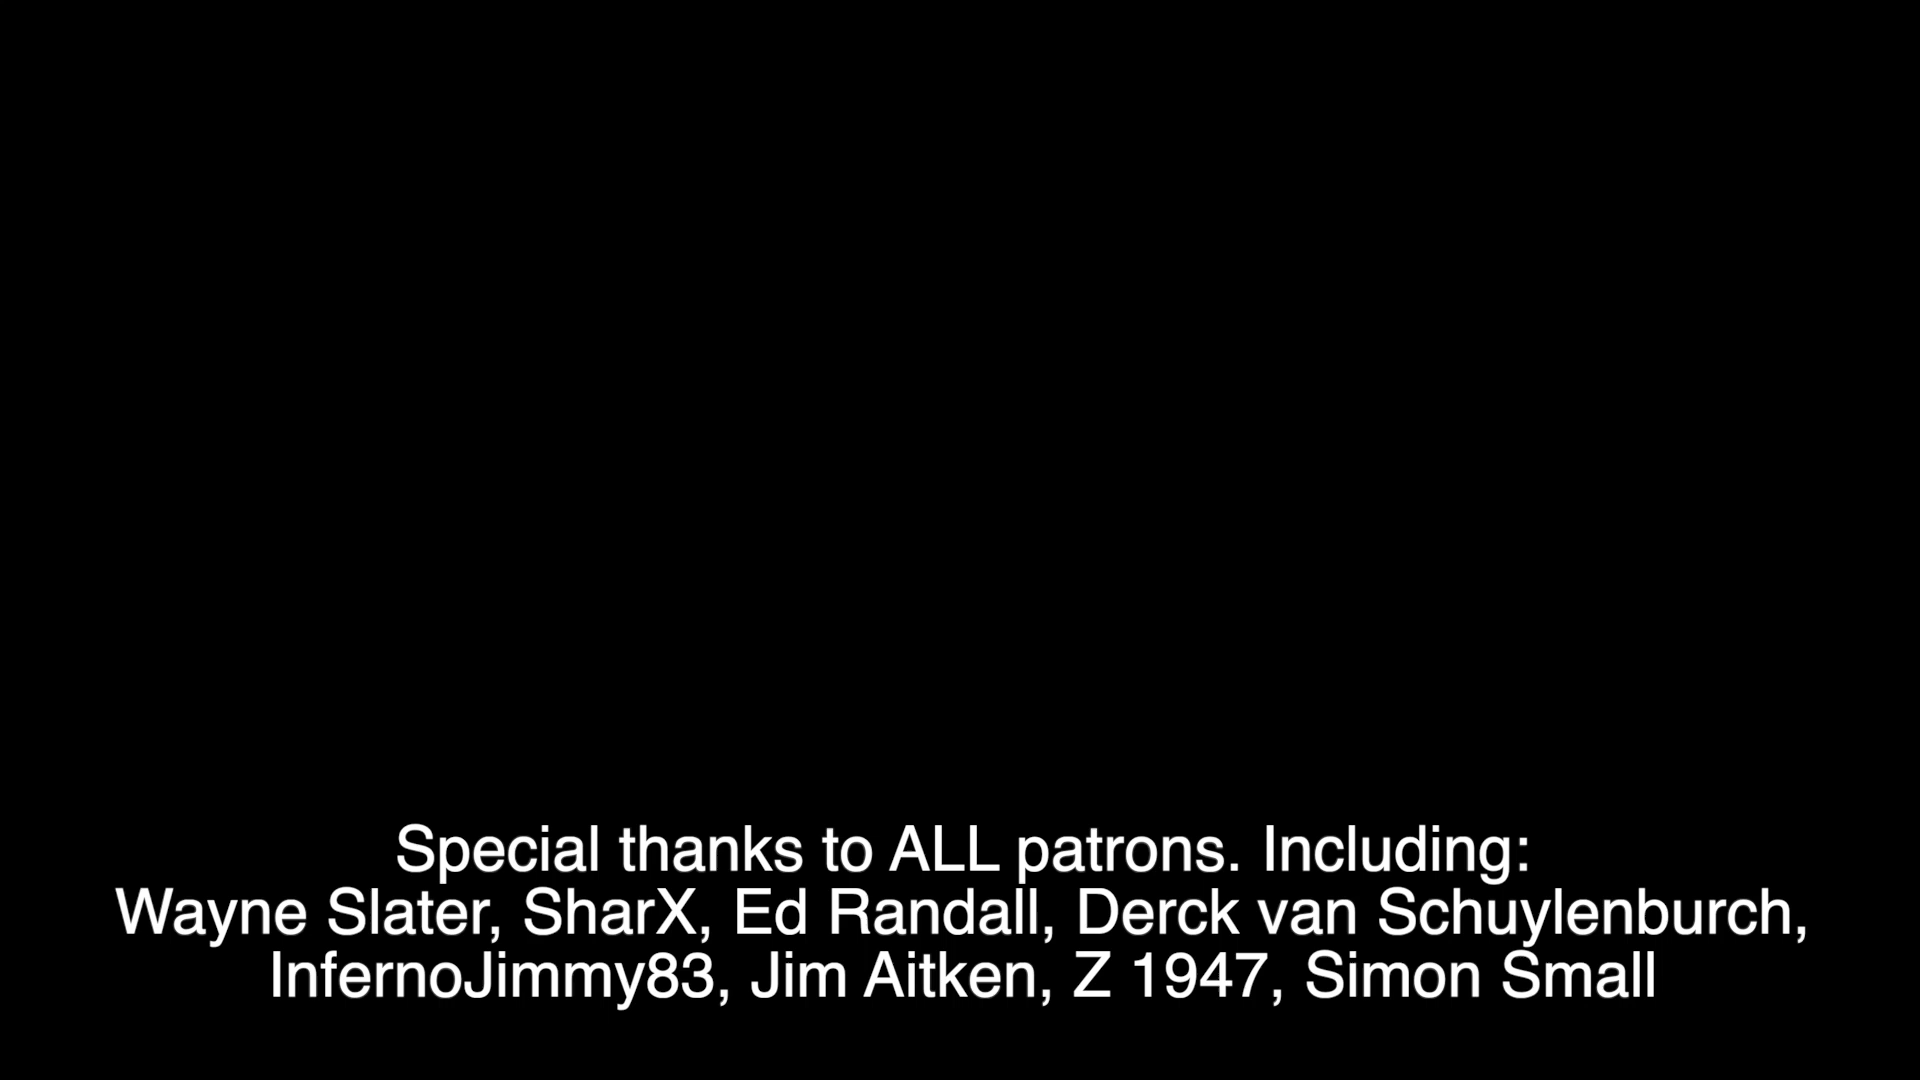 Special thanks to ALL patrons. Including:
Wayne Slater, SharX, Ed Randall, Derck van Schuylenburch,
InfernoJimmy83, Jim Aitken, Z 1947, Simon Small